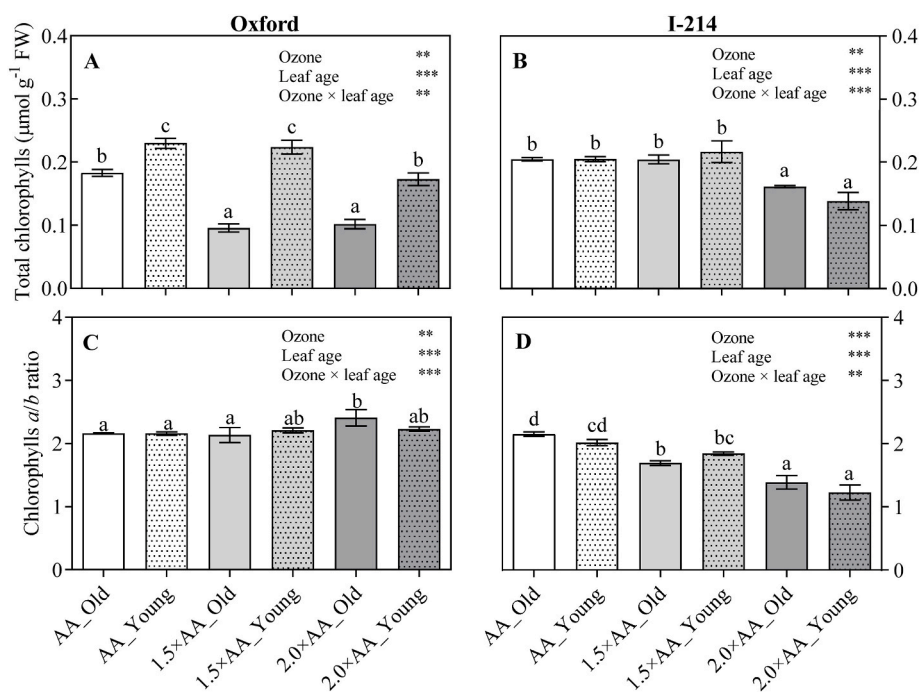 Oxford
I-214
Total chlorophylls (µmol g⁻¹ FW)
0.4
0.3
0.2
0.1
0.0
A
Ozone **
Leaf age ***
Ozone × leaf age **
b
c
a
c
a
b
B
Ozone **
Leaf age ***
Ozone × leaf age ***
b
b
b
b
a
a
0.4
0.3
0.2
0.1
0.0
Chlorophylls a/b ratio
4
3
2
1
0
C
Ozone **
Leaf age ***
Ozone × leaf age ***
a
a
a
ab
b
ab
D
Ozone ***
Leaf age ***
Ozone × leaf age **
d
cd
b
bc
a
a
4
3
2
1
0
AA_Old
AA_Young
1.5×AA_Old
1.5×AA_Young
2.0×AA_Old
2.0×AA_Young
AA_Old
AA_Young
1.5×AA_Old
1.5×AA_Young
2.0×AA_Old
2.0×AA_Young